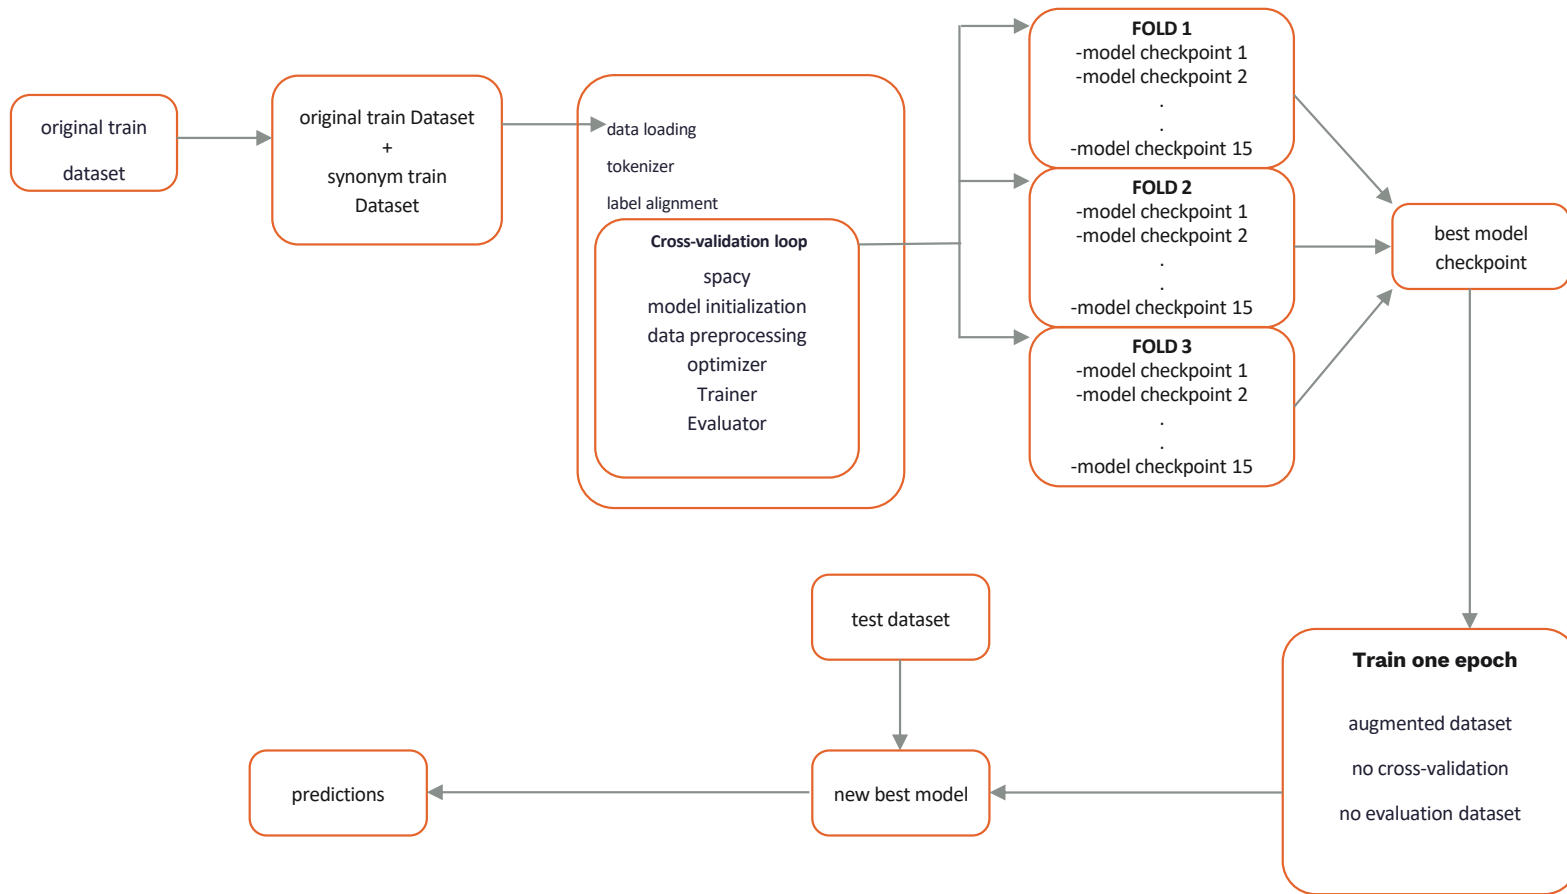 original train
dataset
original train Dataset
+
synonym train
Dataset
data loading
tokenizer
label alignment
Cross-validation loop
spacy
model initialization
data preprocessing
optimizer
Trainer
Evaluator
FOLD 1
-model checkpoint 1
-model checkpoint 2
.
.
-model checkpoint 15
FOLD 2
-model checkpoint 1
-model checkpoint 2
.
.
-model checkpoint 15
FOLD 3
-model checkpoint 1
-model checkpoint 2
.
.
-model checkpoint 15
best model
checkpoint
Train one epoch
augmented dataset
no cross-validation
no evaluation dataset
test dataset
new best model
predictions